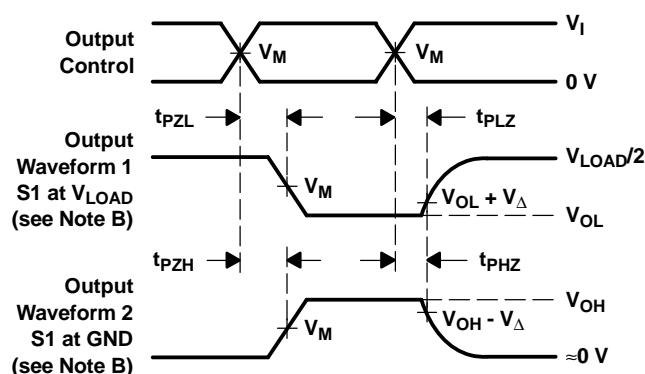 Output
Control
V_I
V_M
V_M
0 V
t_PZL
t_PLZ
Output
Waveform 1
S1 at V_LOAD
(see Note B)
V_LOAD/2
V_M
V_OL + V_Δ
V_OL
t_PZH
t_PHZ
Output
Waveform 2
S1 at GND
(see Note B)
V_OH
V_M
V_OH - V_Δ
≈0 V